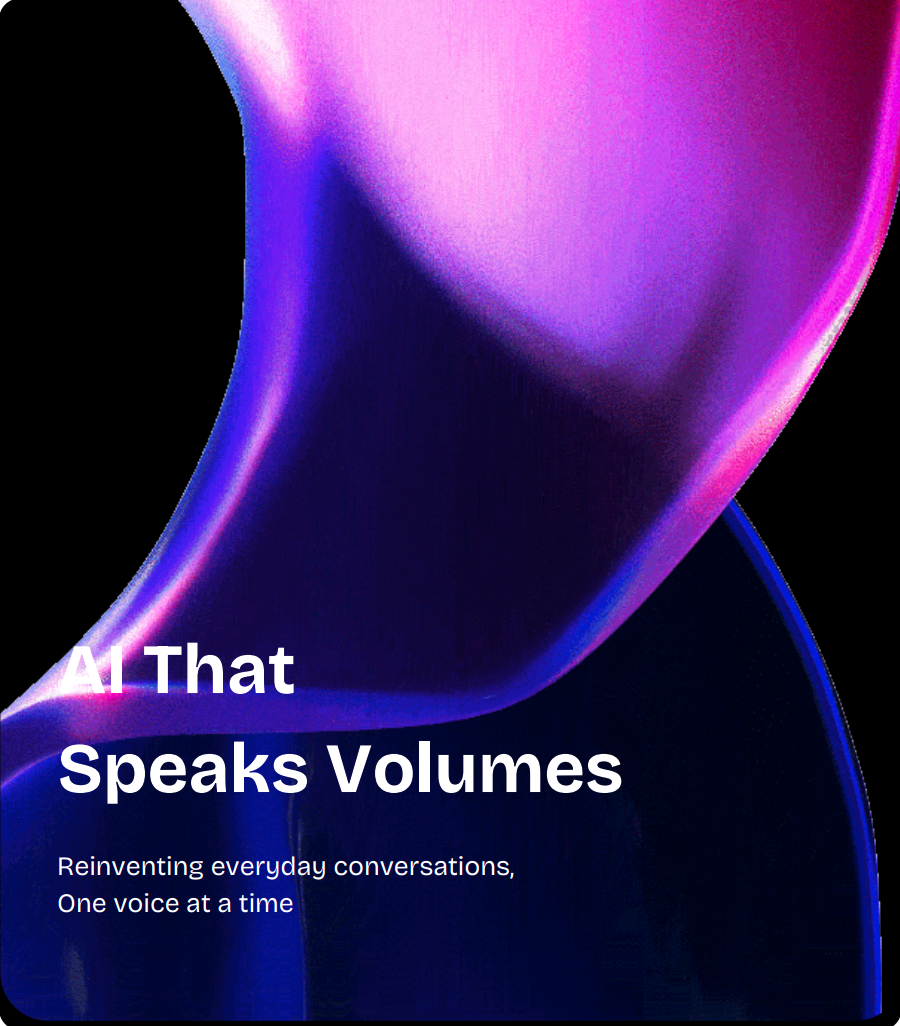 AI That
Speaks Volumes
Reinventing everyday conversations,
One voice at a time